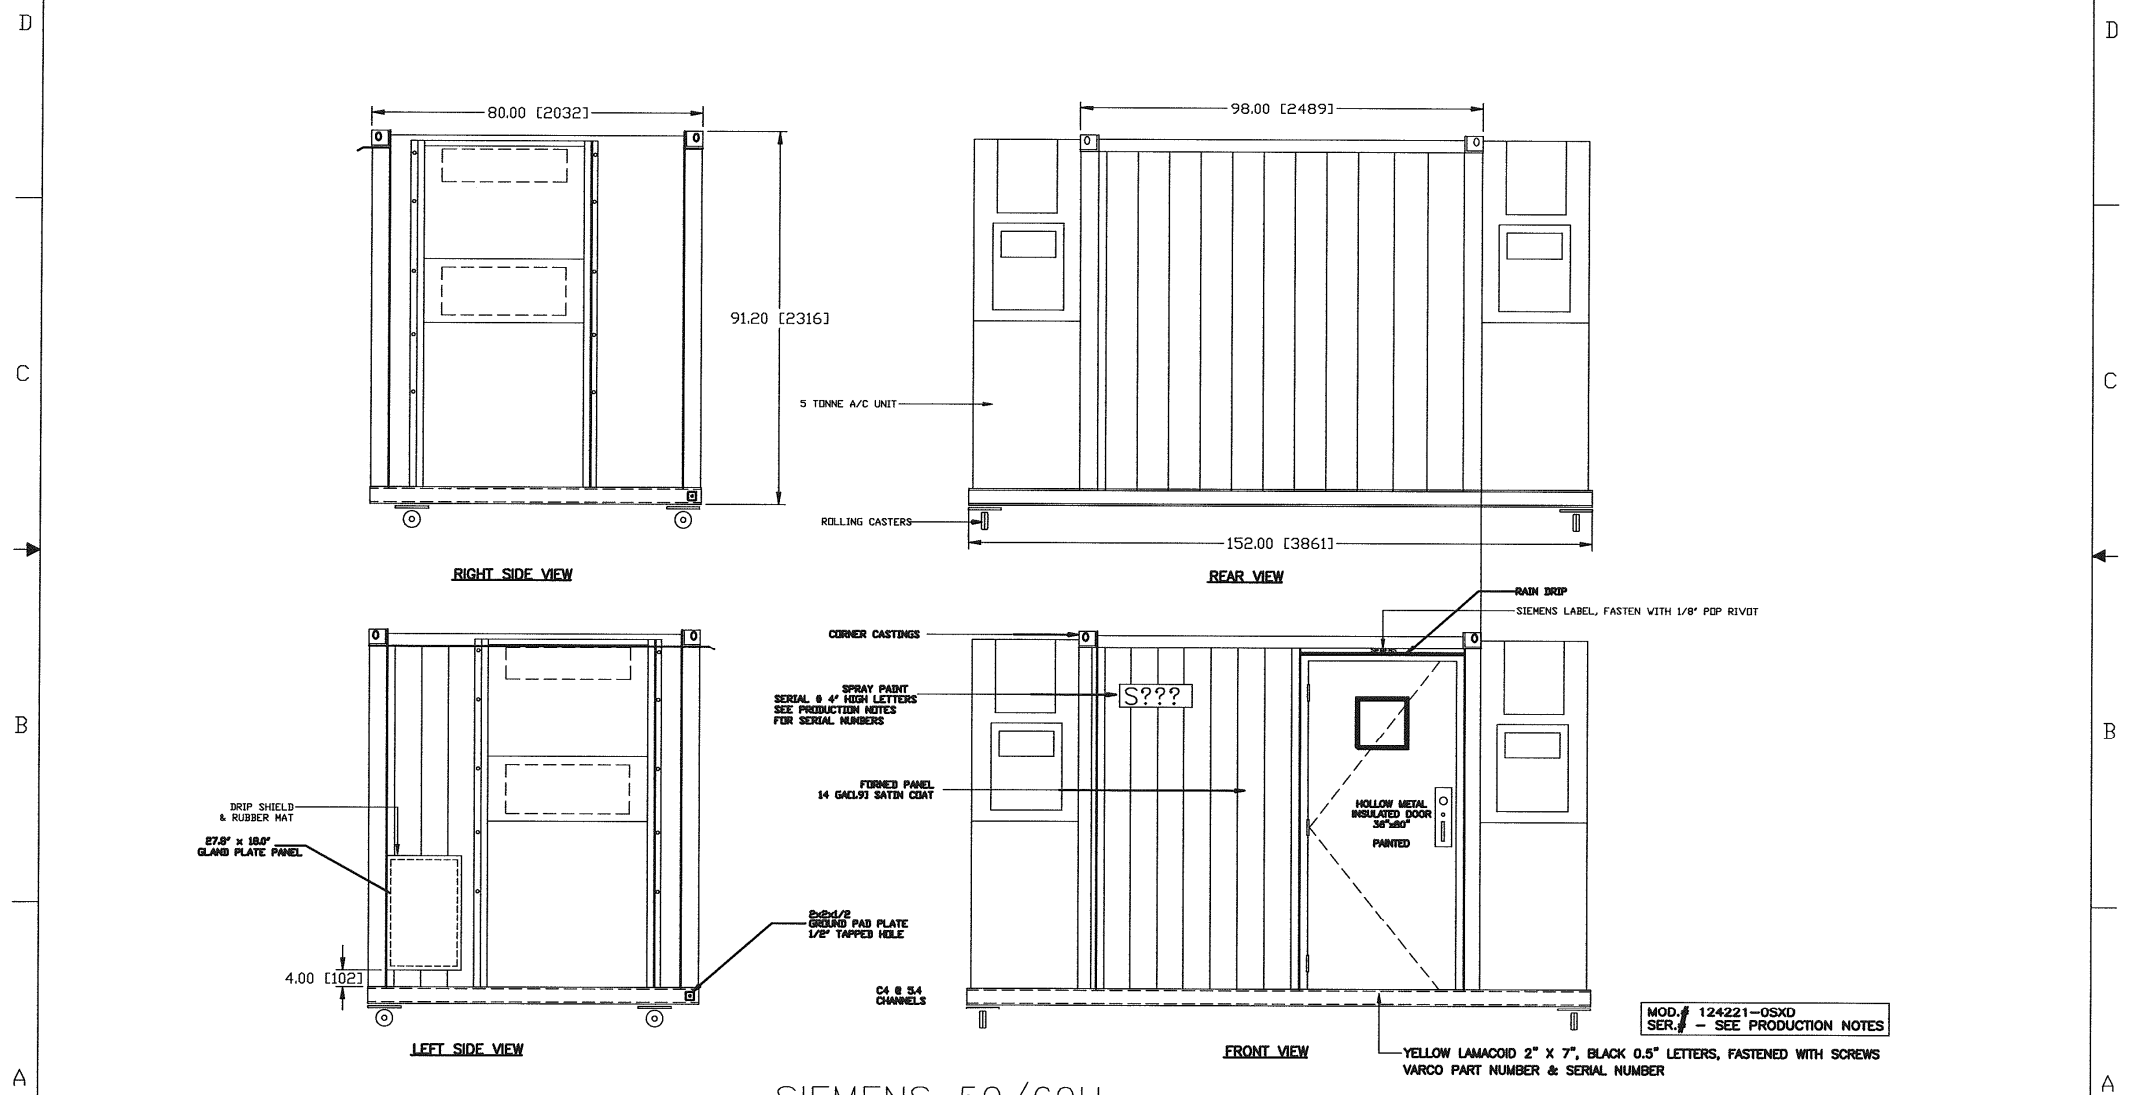 D
D
80.00 [2032]
98.00 [2489]
91.20 [2316]
C
C
5 TONNE A/C UNIT
ROLLING CASTERS
152.00 [3861]
RIGHT SIDE VIEW
REAR VIEW
RAIN DRIP
SIEMENS LABEL, FASTEN WITH 1/8" POP RIVOT
CORNER CASTINGS
SPRAY PAINT
SERIAL # 4" HIGH LETTERS
SEE PRODUCTION NOTES
FOR SERIAL NUMBERS
S???
B
B
FORMED PANEL
14 GA[1.9] SATIN COAT
HOLLOW METAL
INSULATED DOOR
36"x80"
PAINTED
DRIP SHIELD
& RUBBER MAT
27.8" x 18.0"
GLAND PLATE PANEL
2x2x1/2
GROUND PAD PLATE
1/2" TAPPED HOLE
4.00 [102]
C4 @ 5.4
CHANNELS
MOD.# 124221-0SXD
SER.# - SEE PRODUCTION NOTES
LEFT SIDE VIEW
FRONT VIEW
YELLOW LAMACOID 2" X 7", BLACK 0.5" LETTERS, FASTENED WITH SCREWS
VARCO PART NUMBER & SERIAL NUMBER
A
A
SIEMENS